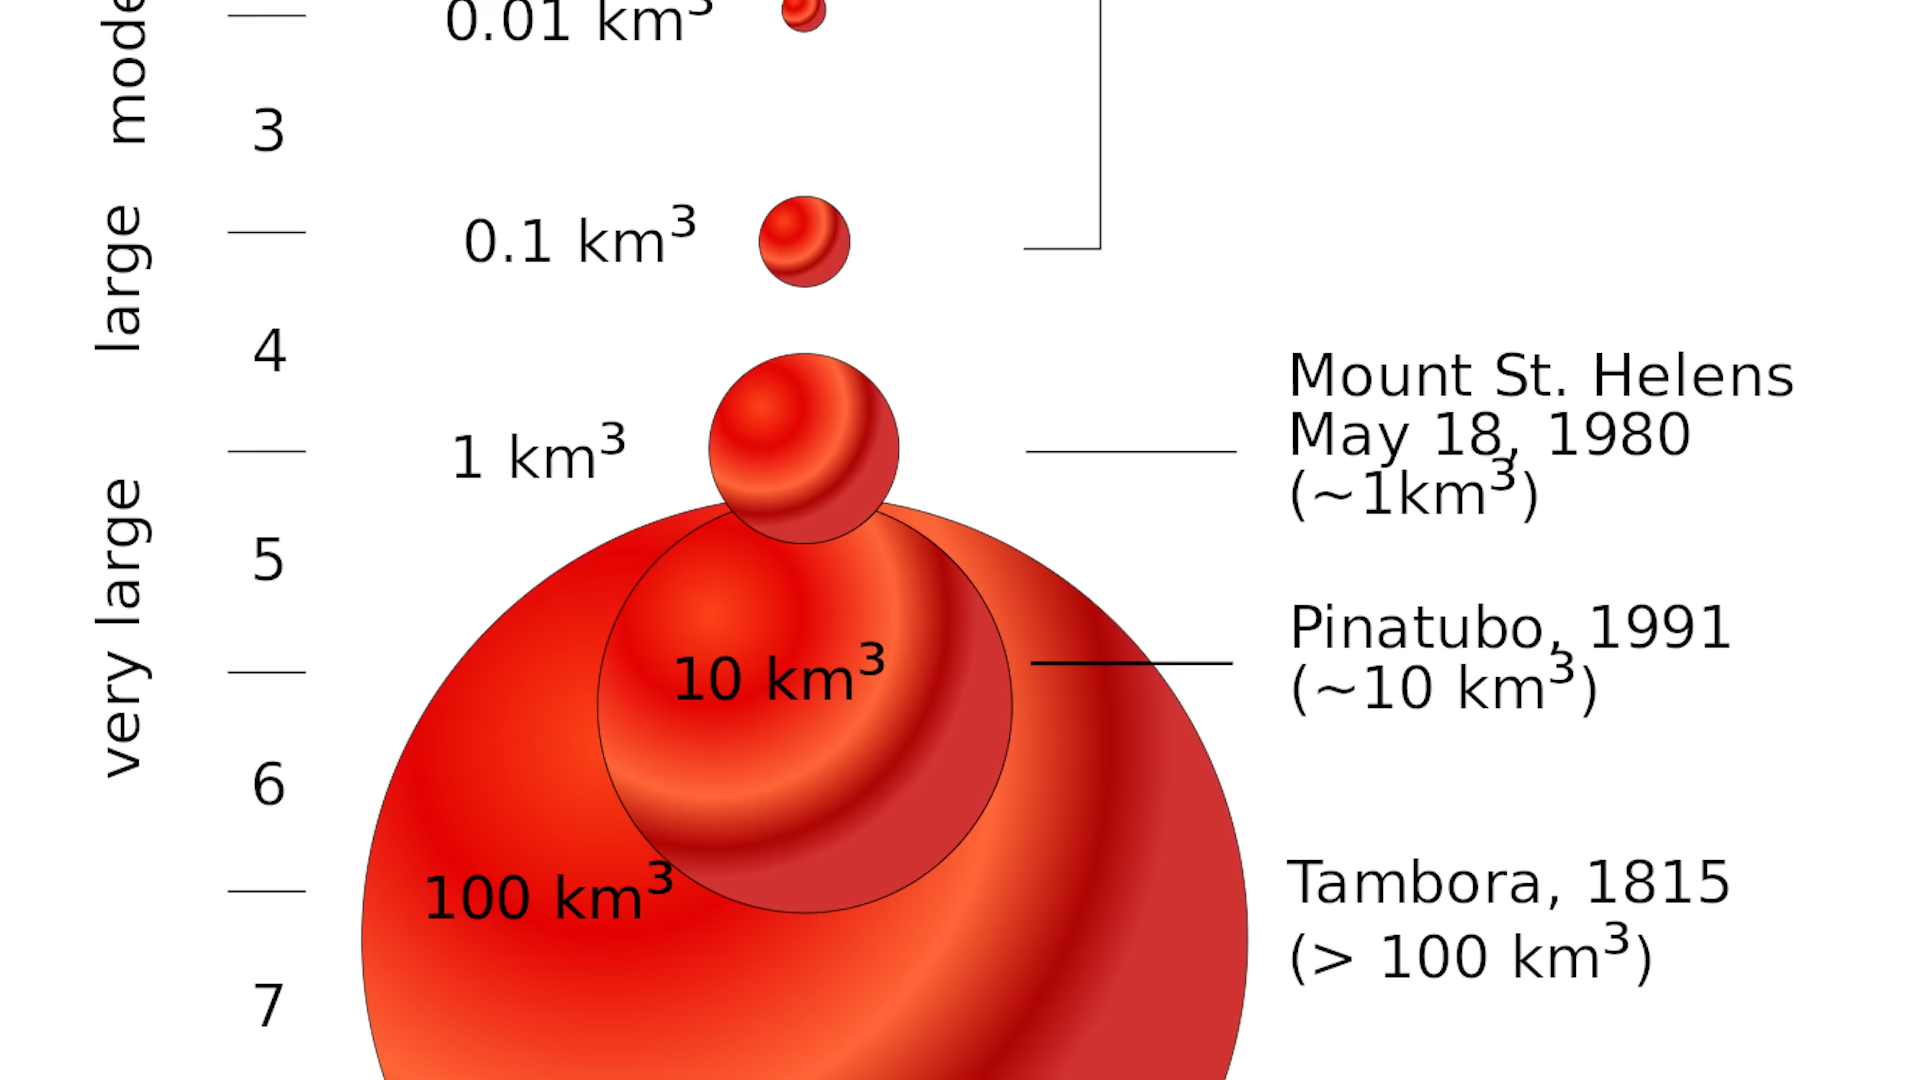 mode
0.01 km³
3
large
0.1 km³
4
Mount St. Helens
May 18, 1980
(~1km³)
1 km³
very large
5
Pinatubo, 1991
(~10 km³)
10 km³
6
100 km³
Tambora, 1815
(> 100 km³)
7